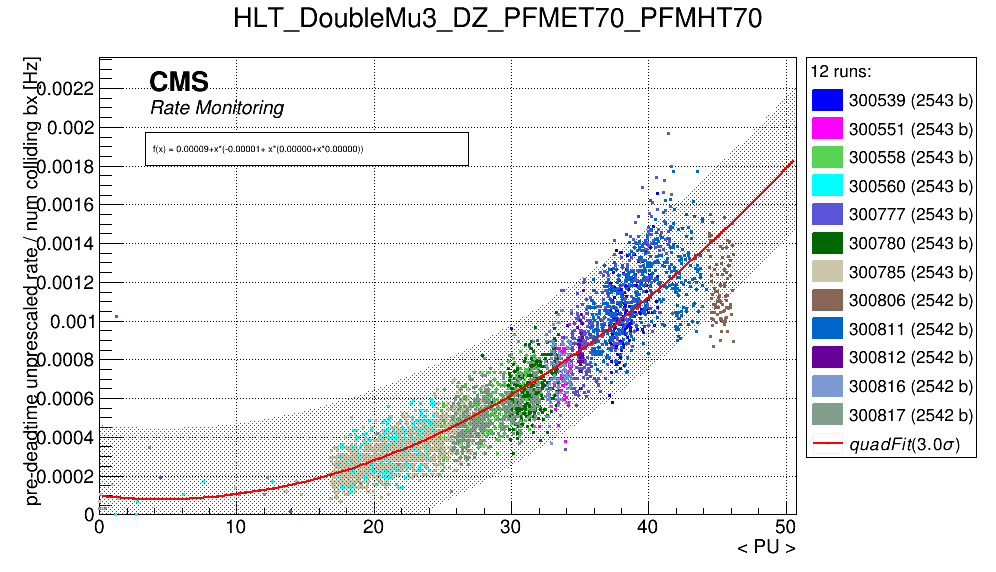 HLT_DoubleMu3_DZ_PFMET70_PFMHT70
pre-deadtime unprescaled rate / num colliding bx [Hz]
CMS
Rate Monitoring
f(x) = 0.00009+x*(-0.00001+ x*(0.00000+x*0.00000))
0.0022
0.002
0.0018
0.0016
0.0014
0.0012
0.001
0.0008
0.0006
0.0004
0.0002
0
0 10 20 30 40 50
< PU >
12 runs:
300539 (2543 b)
300551 (2543 b)
300558 (2543 b)
300560 (2543 b)
300777 (2543 b)
300780 (2543 b)
300785 (2543 b)
300806 (2542 b)
300811 (2542 b)
300812 (2542 b)
300816 (2542 b)
300817 (2542 b)
quadFit(3.0σ)